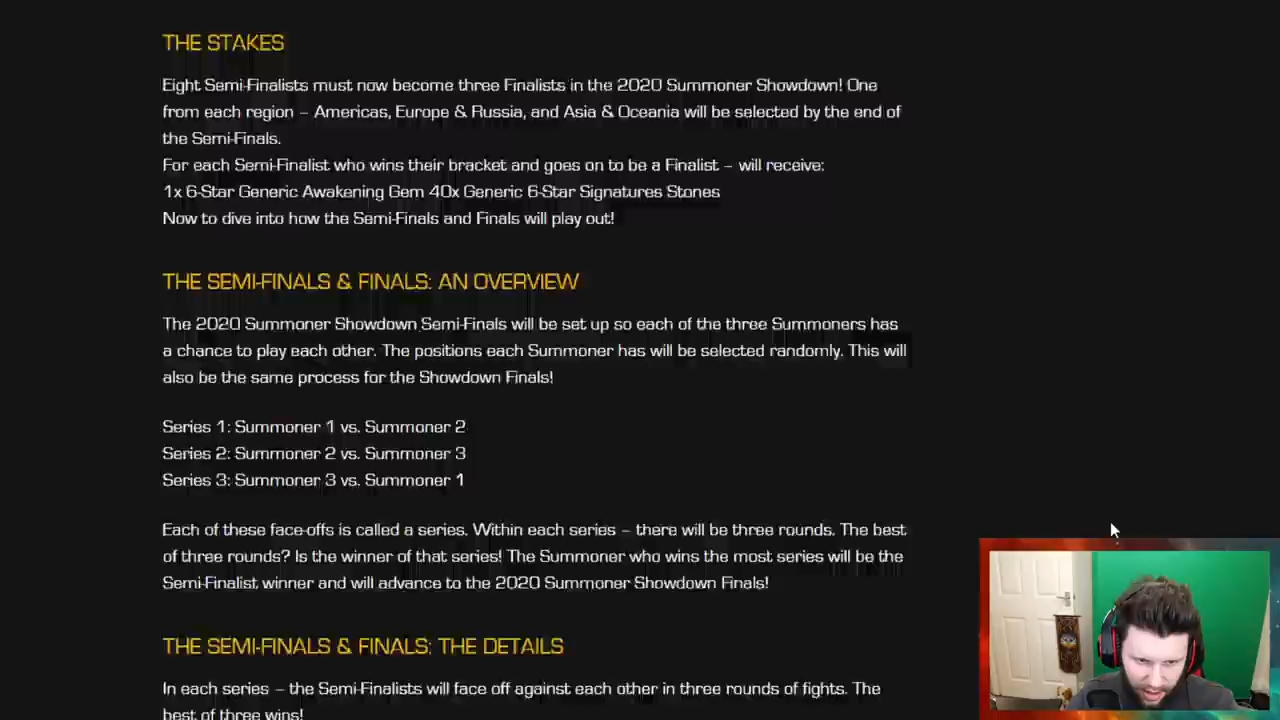 THE STAKES
Eight Semi-Finalists must now become three Finalists in the 2020 Summoner Showdown! One
from each region – Americas, Europe & Russia, and Asia & Oceania will be selected by the end of
the Semi-Finals.
For each Semi-Finalist who wins their bracket and goes on to be a Finalist – will receive:
1x 6-Star Generic Awakening Gem 40x Generic 6-Star Signatures Stones
Now to dive into how the Semi-Finals and Finals will play out!
THE SEMI-FINALS & FINALS: AN OVERVIEW
The 2020 Summoner Showdown Semi-Finals will be set up so each of the three Summoners has
a chance to play each other. The positions each Summoner has will be selected randomly. This will
also be the same process for the Showdown Finals!
Series 1: Summoner 1 vs. Summoner 2
Series 2: Summoner 2 vs. Summoner 3
Series 3: Summoner 3 vs. Summoner 1
Each of these face-offs is called a series. Within each series – there will be three rounds. The best
of three rounds? Is the winner of that series! The Summoner who wins the most series will be the
Semi-Finalist winner and will advance to the 2020 Summoner Showdown Finals!
THE SEMI-FINALS & FINALS: THE DETAILS
In each series – the Semi-Finalists will face off against each other in three rounds of fights. The
best of three wins!